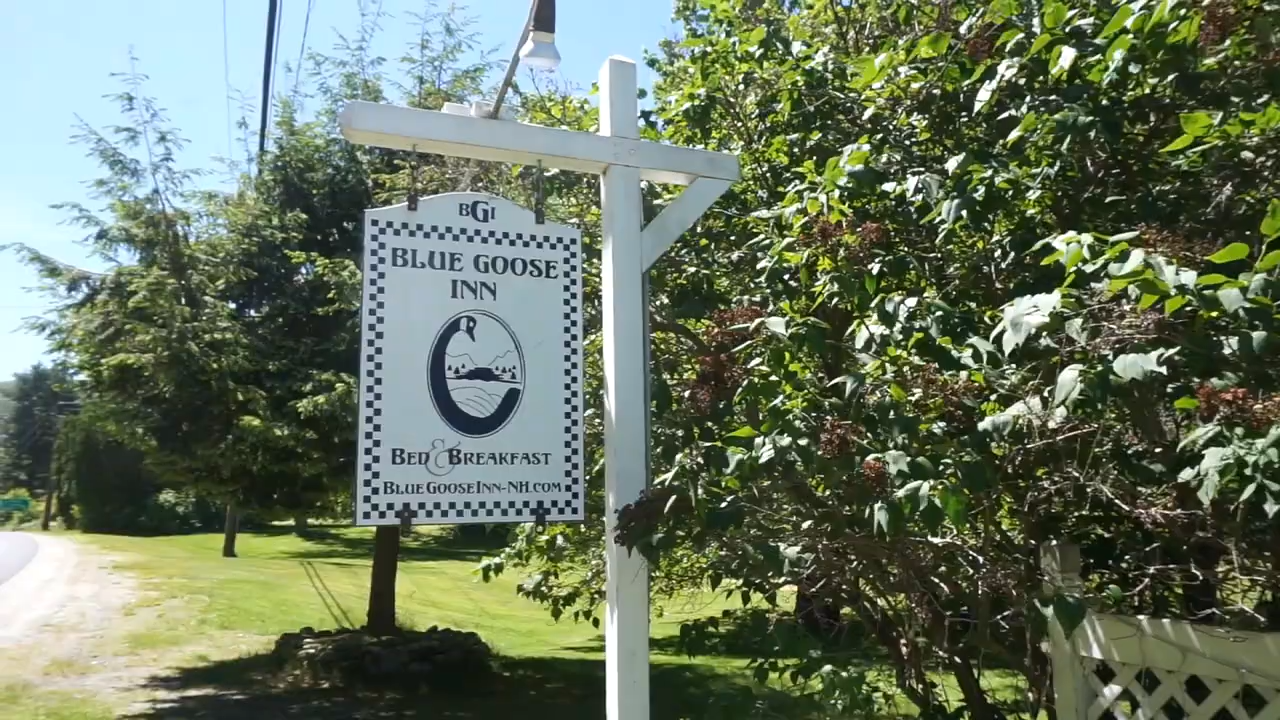 BGI
BLUE GOOSE
INN
BED & BREAKFAST
BLUEGOOSEINN-NH.COM